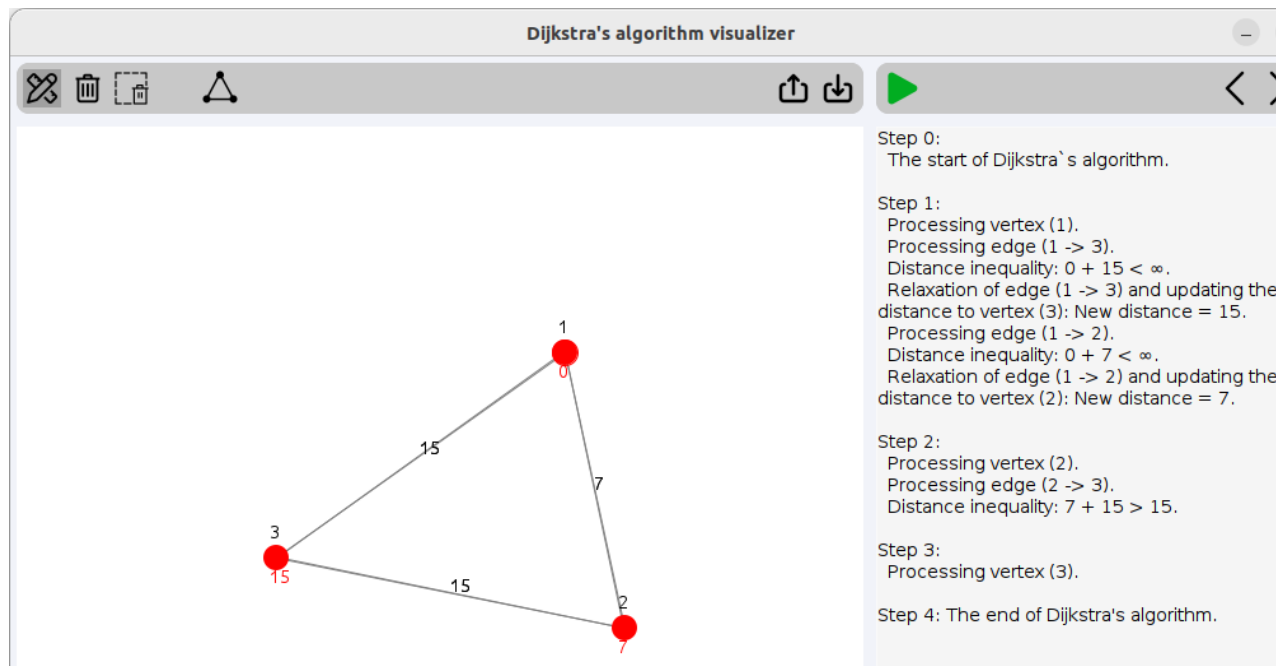 Dijkstra's algorithm visualizer
Step 0:
The start of Dijkstra`s algorithm.
Step 1:
Processing vertex (1).
Processing edge (1 -> 3).
Distance inequality: 0 + 15 < ∞.
Relaxation of edge (1 -> 3) and updating the
distance to vertex (3): New distance = 15.
Processing edge (1 -> 2).
Distance inequality: 0 + 7 < ∞.
Relaxation of edge (1 -> 2) and updating the
distance to vertex (2): New distance = 7.
Step 2:
Processing vertex (2).
Processing edge (2 -> 3).
Distance inequality: 7 + 15 > 15.
Step 3:
Processing vertex (3).
Step 4: The end of Dijkstra's algorithm.
1
0
15
7
3
15
15
2
7